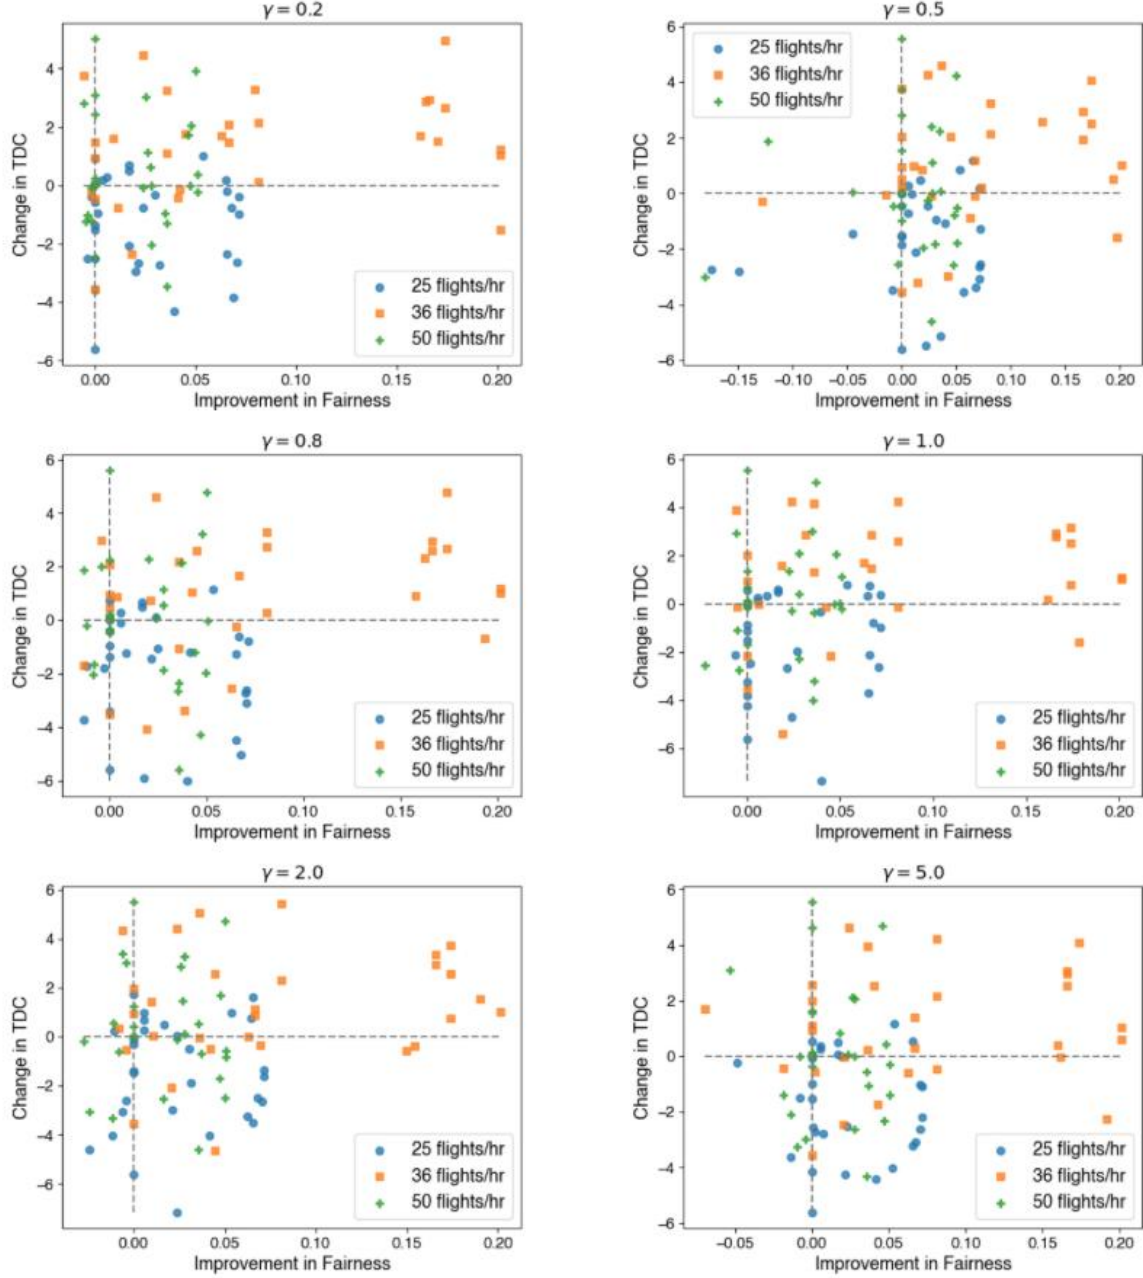 γ = 0.2
4
2
0
−2
−4
−6
Change in TDC
25 flights/hr
36 flights/hr
50 flights/hr
0.00 0.05 0.10 0.15 0.20
Improvement in Fairness
γ = 0.5
6
4
2
0
−2
−4
−6
Change in TDC
25 flights/hr
36 flights/hr
50 flights/hr
−0.15 −0.10 −0.05 0.00 0.05 0.10 0.15 0.20
Improvement in Fairness
γ = 0.8
6
4
2
0
−2
−4
−6
Change in TDC
25 flights/hr
36 flights/hr
50 flights/hr
0.00 0.05 0.10 0.15 0.20
Improvement in Fairness
γ = 1.0
6
4
2
0
−2
−4
−6
Change in TDC
25 flights/hr
36 flights/hr
50 flights/hr
0.00 0.05 0.10 0.15 0.20
Improvement in Fairness
γ = 2.0
6
4
2
0
−2
−4
−6
Change in TDC
25 flights/hr
36 flights/hr
50 flights/hr
0.00 0.05 0.10 0.15 0.20
Improvement in Fairness
γ = 5.0
6
4
2
0
−2
−4
−6
Change in TDC
25 flights/hr
36 flights/hr
50 flights/hr
−0.05 0.00 0.05 0.10 0.15 0.20
Improvement in Fairness